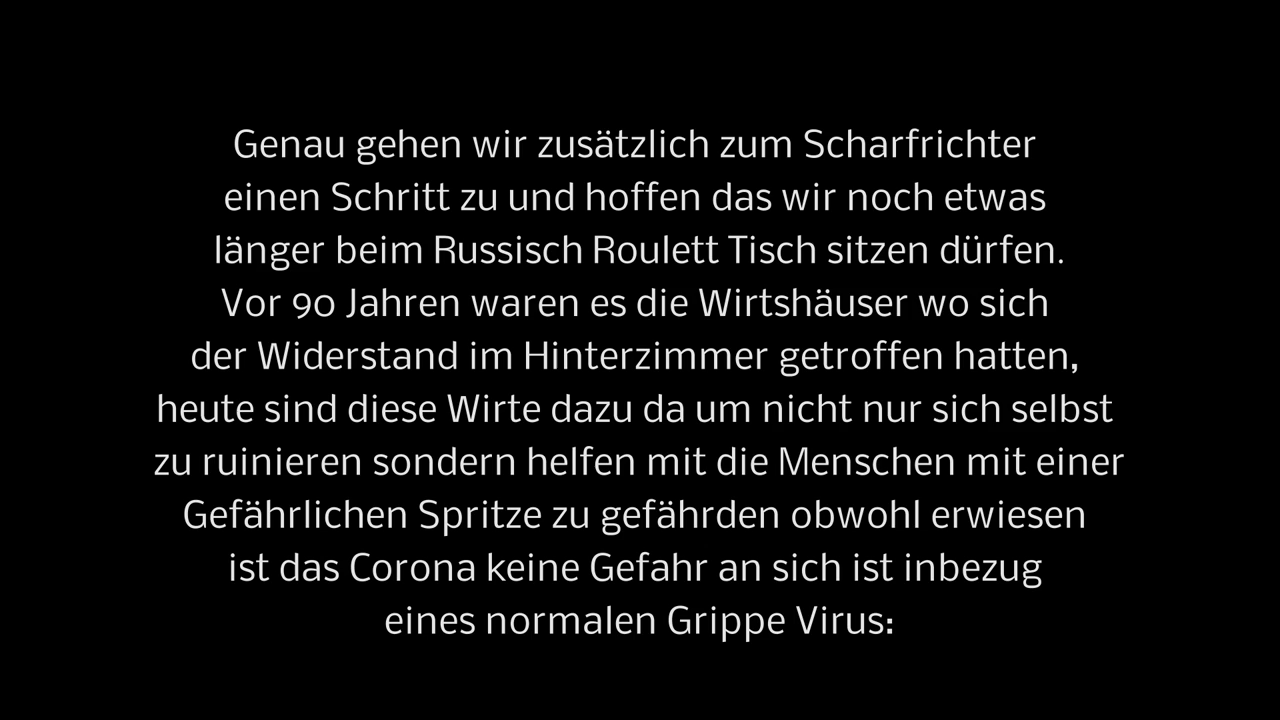 Genau gehen wir zusätzlich zum Scharfrichter
einen Schritt zu und hoffen das wir noch etwas
länger beim Russisch Roulett Tisch sitzen dürfen.
Vor 90 Jahren waren es die Wirtshäuser wo sich
der Widerstand im Hinterzimmer getroffen hatten,
heute sind diese Wirte dazu da um nicht nur sich selbst
zu ruinieren sondern helfen mit die Menschen mit einer
Gefährlichen Spritze zu gefährden obwohl erwiesen
ist das Corona keine Gefahr an sich ist inbezug
eines normalen Grippe Virus: